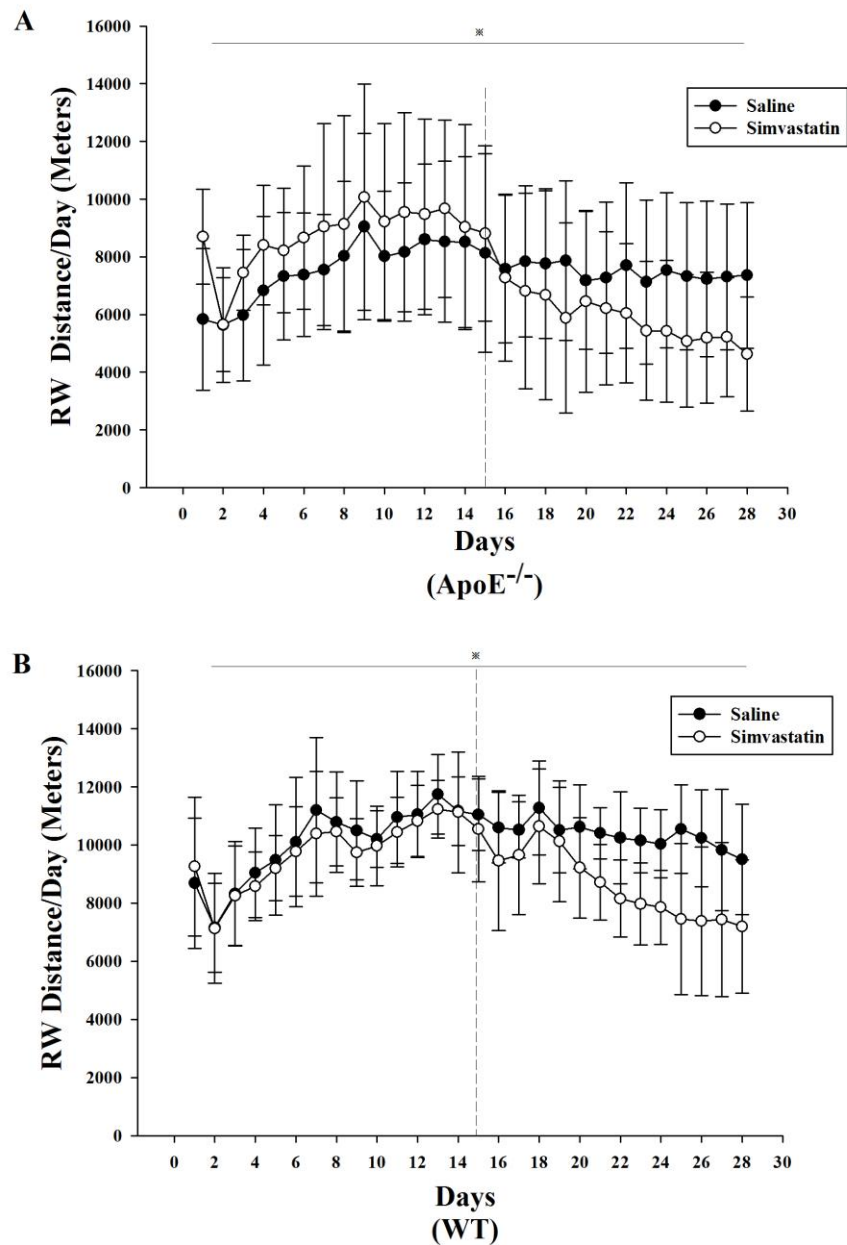 A
※
16000
14000
12000
10000
8000
6000
4000
2000
0
RW Distance/Day (Meters)
Saline
Simvastatin
0 2 4 6 8 10 12 14 16 18 20 22 24 26 28 30
Days
(ApoE-/-)
B
※
16000
14000
12000
10000
8000
6000
4000
2000
0
RW Distance/Day (Meters)
Saline
Simvastatin
0 2 4 6 8 10 12 14 16 18 20 22 24 26 28 30
Days
(WT)